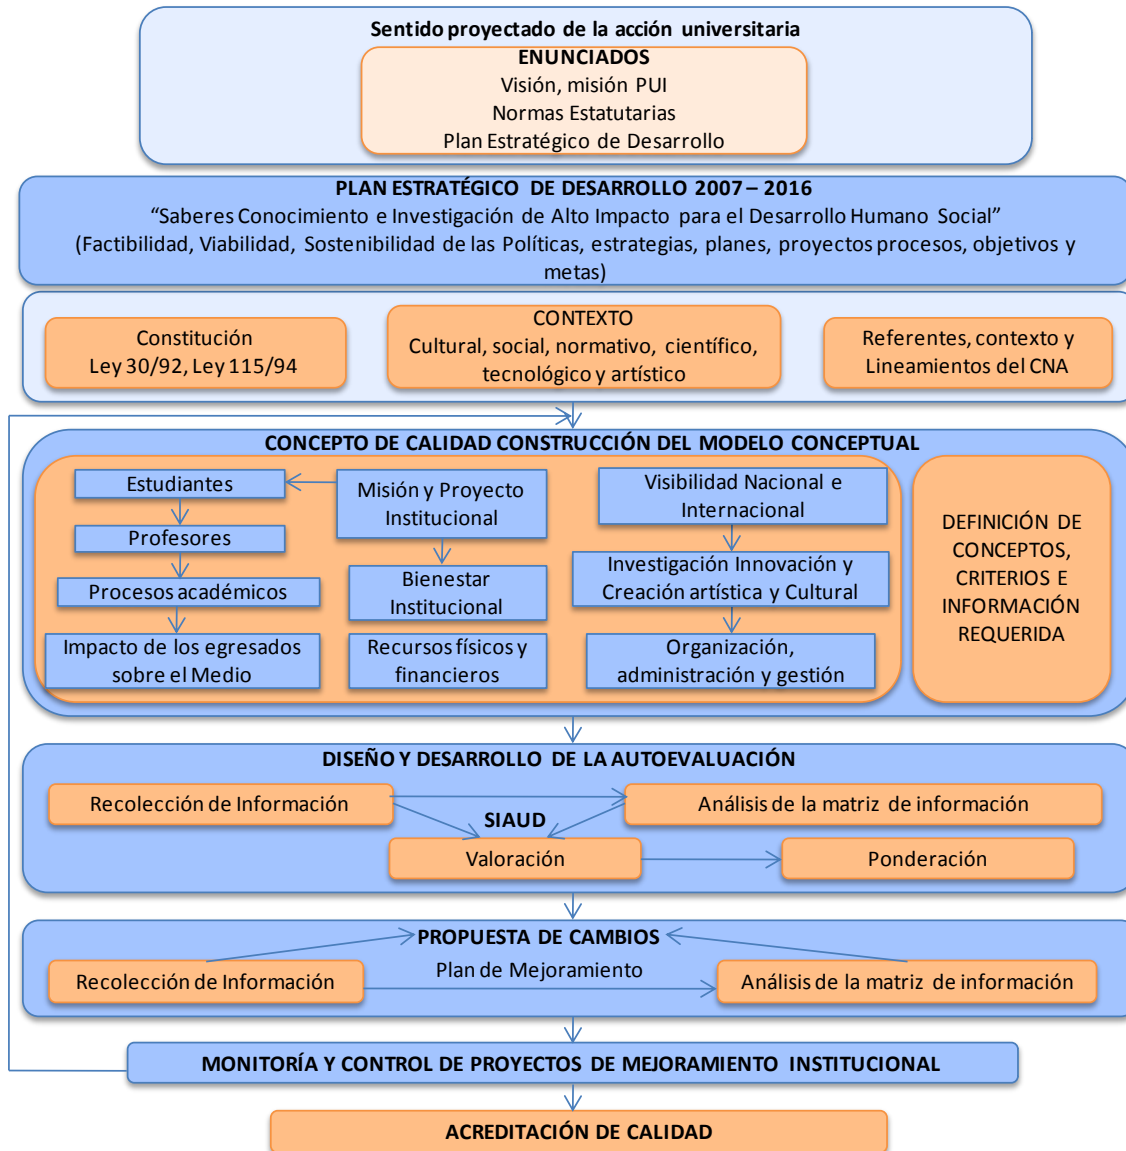 Sentido proyectado de la acción universitaria
ENUNCIADOS
Visión, misión PUI
Normas Estatutarias
Plan Estratégico de Desarrollo
PLAN ESTRATÉGICO DE DESARROLLO 2007 – 2016
“Saberes Conocimiento e Investigación de Alto Impacto para el Desarrollo Humano Social”
(Factibilidad, Viabilidad, Sostenibilidad de las Políticas, estrategias, planes, proyectos procesos, objetivos y
metas)
Constitución
Ley 30/92, Ley 115/94
CONTEXTO
Cultural, social, normativo, científico,
tecnológico y artístico
Referentes, contexto y
Lineamientos del CNA
CONCEPTO DE CALIDAD CONSTRUCCIÓN DEL MODELO CONCEPTUAL
Estudiantes
Profesores
Procesos académicos
Impacto de los egresados
sobre el Medio
Misión y Proyecto
Institucional
Bienestar
Institucional
Recursos físicos y
financieros
Visibilidad Nacional e
Internacional
Investigación Innovación y
Creación artística y Cultural
Organización,
administración y gestión
DEFINICIÓN DE
CONCEPTOS,
CRITERIOS E
INFORMACIÓN
REQUERIDA
DISEÑO Y DESARROLLO DE LA AUTOEVALUACIÓN
Recolección de Información
Análisis de la matriz de información
SIAUD
Valoración
Ponderación
PROPUESTA DE CAMBIOS
Recolección de Información
Plan de Mejoramiento
Análisis de la matriz de información
MONITORÍA Y CONTROL DE PROYECTOS DE MEJORAMIENTO INSTITUCIONAL
ACREDITACIÓN DE CALIDAD